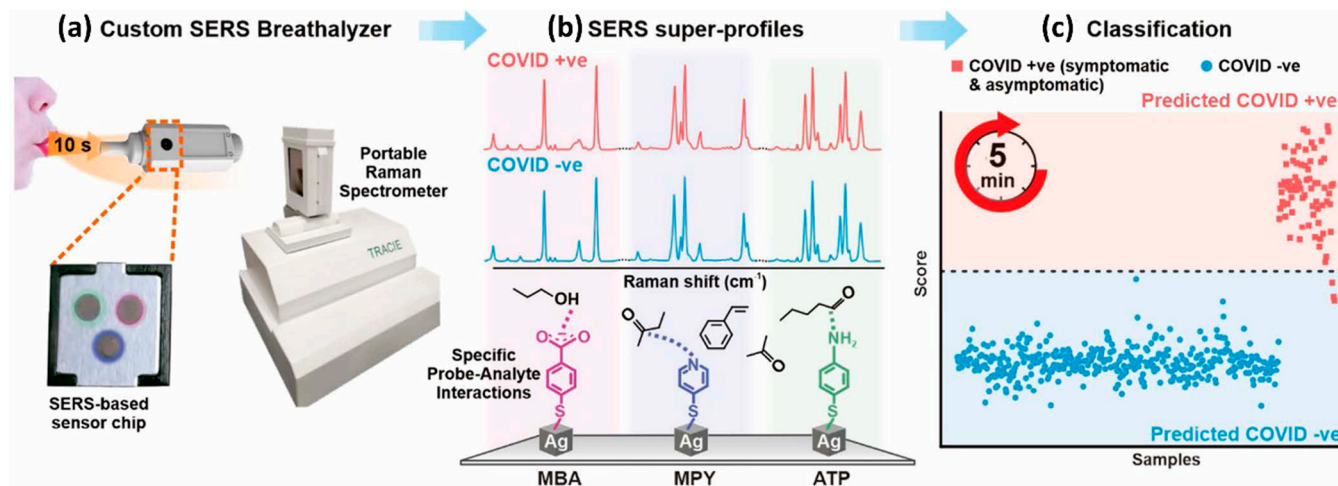 (a) Custom SERS Breathalyzer
10 s
Portable
Raman
Spectrometer
TRACIE
SERS-based
sensor chip
(b) SERS super-profiles
COVID +ve
COVID -ve
Raman shift (cm⁻¹)
OH
O
O
−
S
Ag
MBA
Specific
Probe-Analyte
Interactions
O
N
S
Ag
MPY
O
O
NH₂
S
Ag
ATP
(c) Classification
COVID +ve (symptomatic
& asymptomatic)
COVID -ve
Predicted COVID +ve
5
min
Score
Predicted COVID -ve
Samples